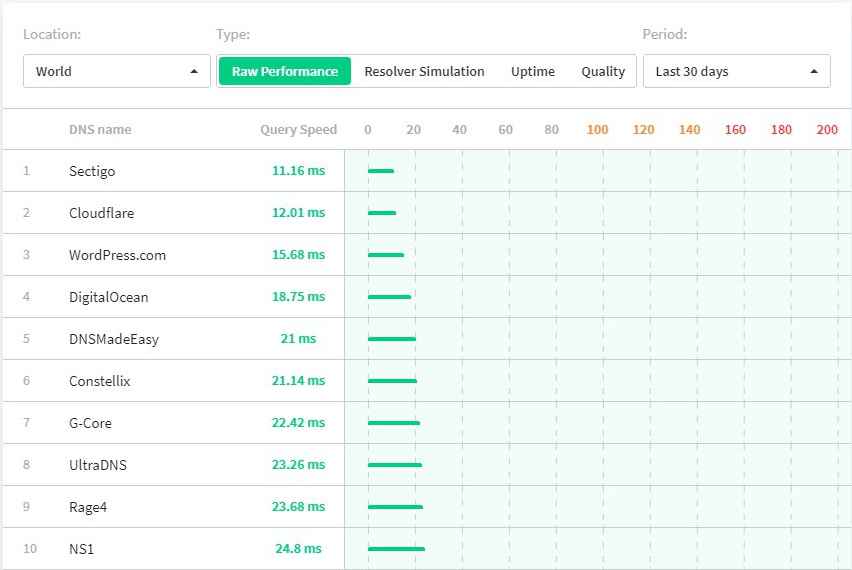 Location: Type: Period:
World Raw Performance Resolver Simulation Uptime Quality Last 30 days
DNS name Query Speed 0 20 40 60 80 100 120 140 160 180 200
1 Sectigo 11.16 ms
2 Cloudflare 12.01 ms
3 WordPress.com 15.68 ms
4 DigitalOcean 18.75 ms
5 DNSMadeEasy 21 ms
6 Constellix 21.14 ms
7 G-Core 22.42 ms
8 UltraDNS 23.26 ms
9 Rage4 23.68 ms
10 NS1 24.8 ms